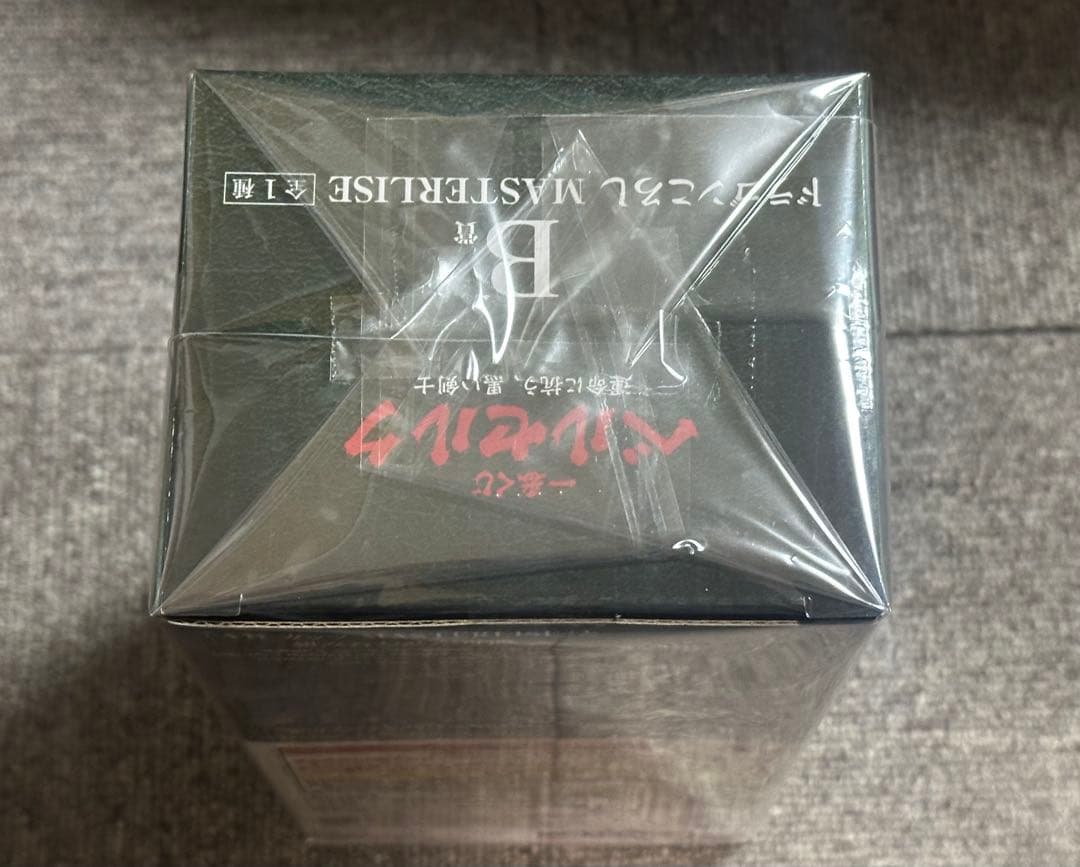 一番くじ
ベルセルク
運命に抗う、黒い剣士
B賞
ドラゴンころし MASTERLISE 全1種